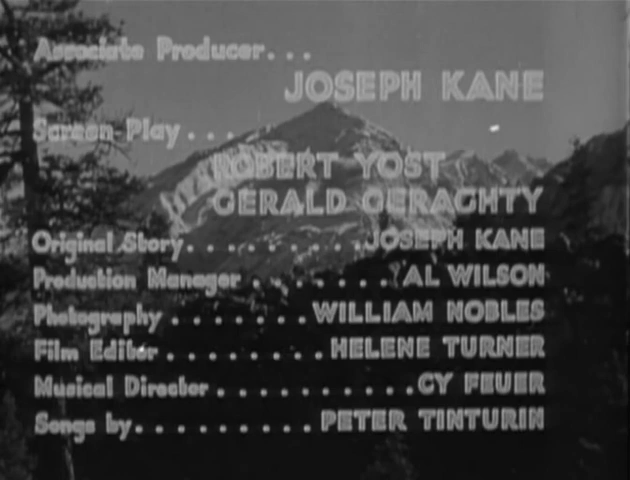 Associate Producer...
JOSEPH KANE
Screen Play...
ROBERT YOST
GERALD GERAGHTY
Original Story.........JOSEPH KANE
Production Manager.......AL WILSON
Photography.......WILLIAM NOBLES
Film Editor........HELENE TURNER
Musical Director..........CY FEUER
Songs by.........PETER TINTURIN